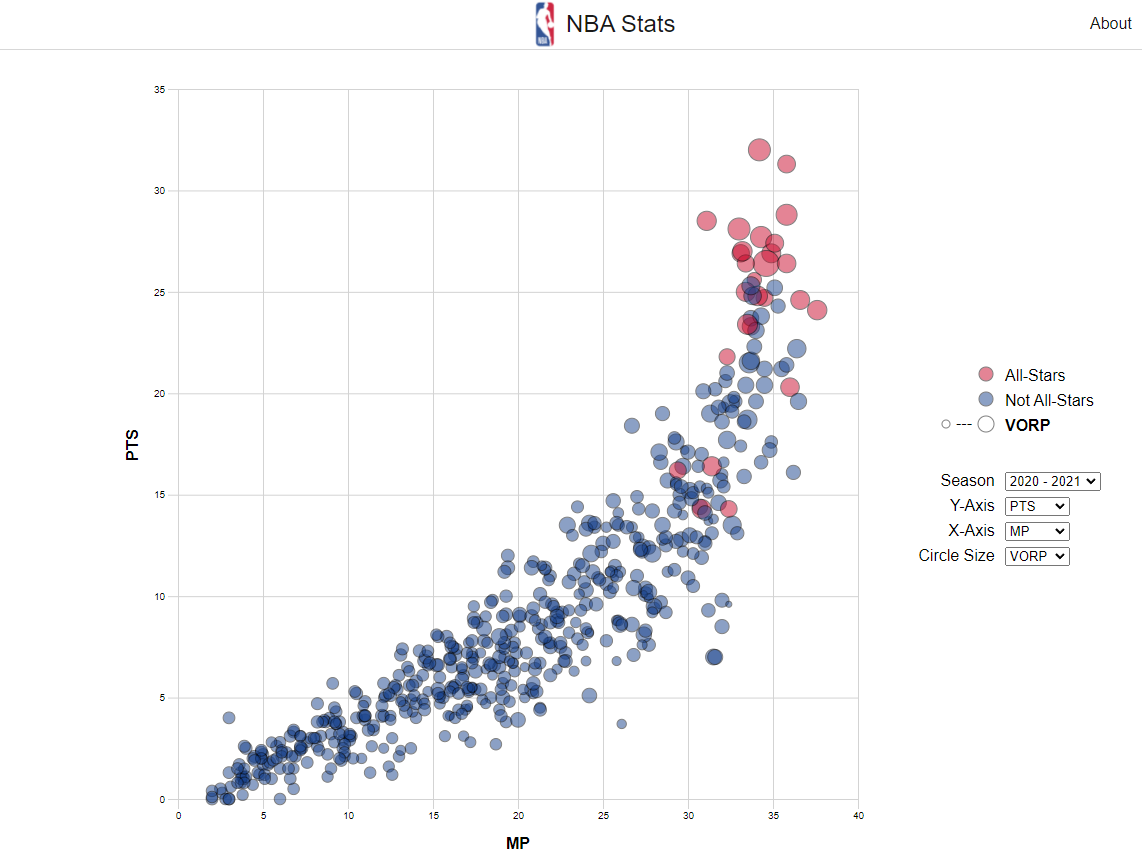 NBA
NBA Stats
About
35
30
25
20
15
10
5
0
PTS
0 5 10 15 20 25 30 35 40
MP
All-Stars
Not All-Stars
--- VORP
Season 2020 - 2021
Y-Axis PTS
X-Axis MP
Circle Size VORP